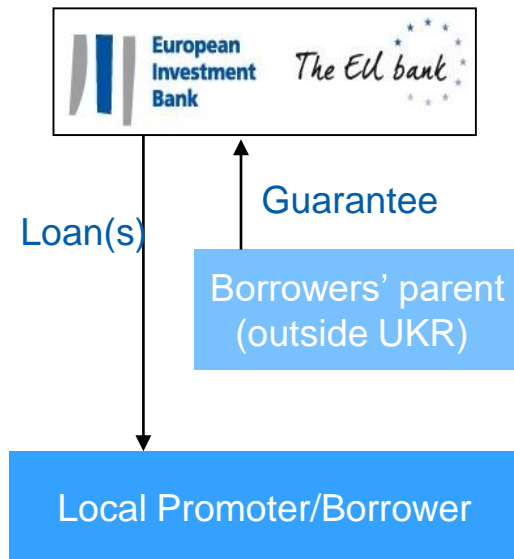 European
Investment
Bank
The EU bank
Guarantee
Loan(s)
Borrowers’ parent
(outside UKR)
Local Promoter/Borrower